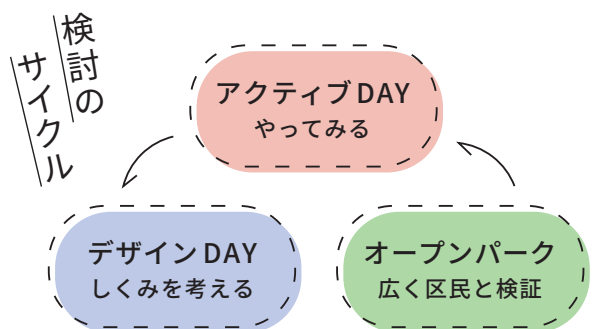 検討の
サイクル
アクティブDAY
やってみる
デザインDAY
しくみを考える
オープンパーク
広く区民と検証